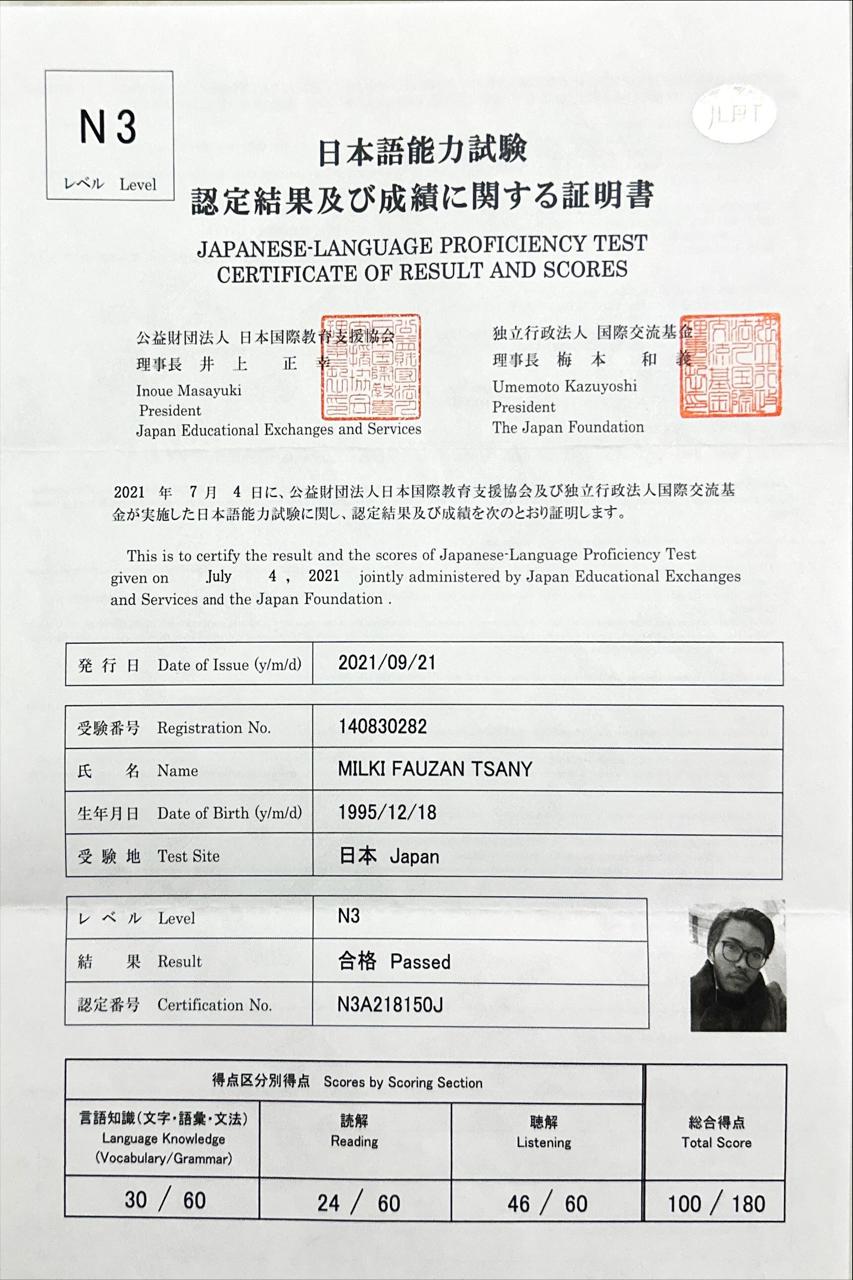 N3
レベル Level
JLPT
日本語能力試験
認定結果及び成績に関する証明書
JAPANESE-LANGUAGE PROFICIENCY TEST
CERTIFICATE OF RESULT AND SCORES
公益財団法人 日本国際教育支援協会
理事長 井 上 正 幸
Inoue Masayuki
President
Japan Educational Exchanges and Services
独立行政法人 国際交流基金
理事長 梅 本 和 義
Umemoto Kazuyoshi
President
The Japan Foundation
2021 年 7 月 4 日に、公益財団法人日本国際教育支援協会及び独立行政法人国際交流基
金が実施した日本語能力試験に関し、認定結果及び成績を次のとおり証明します。
This is to certify the result and the scores of Japanese-Language Proficiency Test
given on July 4 , 2021 jointly administered by Japan Educational Exchanges
and Services and the Japan Foundation .
発 行 日 Date of Issue (y/m/d) 2021/09/21
受験番号 Registration No. 140830282
氏 名 Name MILKI FAUZAN TSANY
生年月日 Date of Birth (y/m/d) 1995/12/18
受 験 地 Test Site 日本 Japan
レ ベ ル Level N3
結 果 Result 合格 Passed
認定番号 Certification No. N3A218150J
得点区分別得点 Scores by Scoring Section
言語知識(文字・語彙・文法)
Language Knowledge
(Vocabulary/Grammar)
読解
Reading
聴解
Listening
総合得点
Total Score
30 / 60 24 / 60 46 / 60 100 / 180